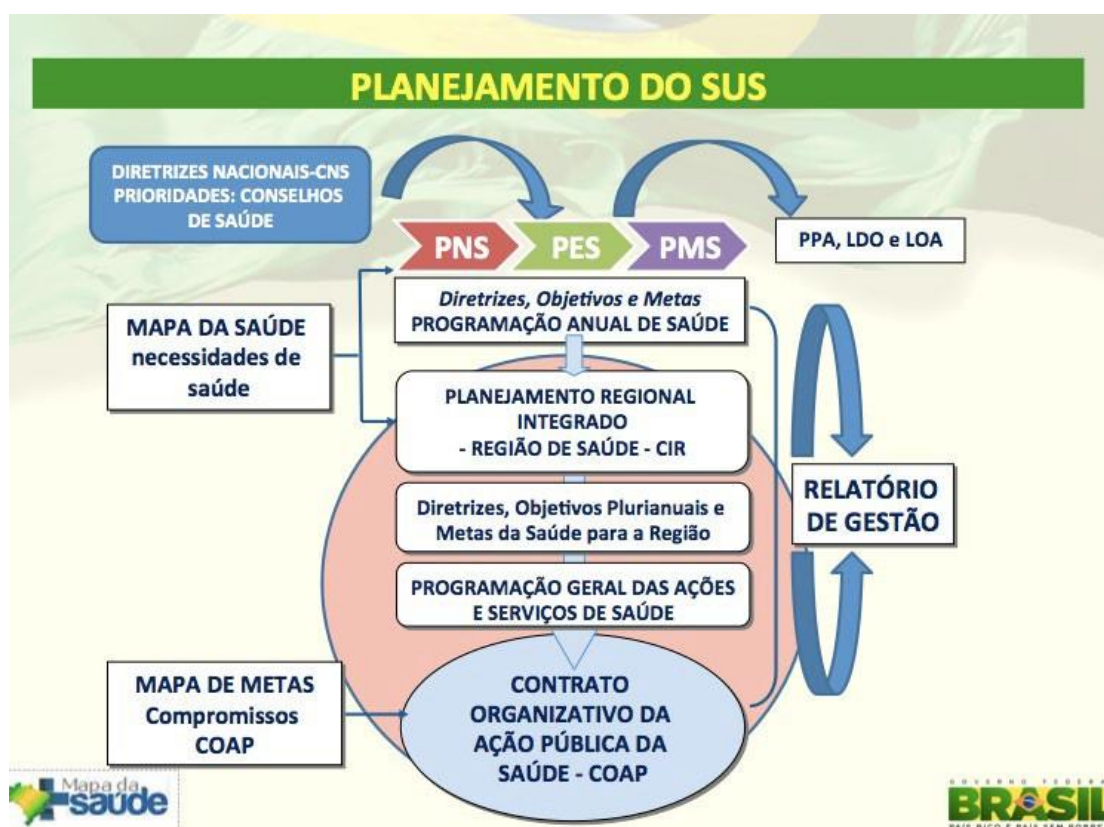 PLANEJAMENTO DO SUS
DIRETRIZES NACIONAIS-CNS
PRIORIDADES: CONSELHOS
DE SAÚDE
PNS
PES
PMS
PPA, LDO e LOA
Diretrizes, Objetivos e Metas
PROGRAMAÇÃO ANUAL DE SAÚDE
MAPA DA SAÚDE
necessidades de
saúde
PLANEJAMENTO REGIONAL
INTEGRADO
- REGIÃO DE SAÚDE - CIR
Diretrizes, Objetivos Plurianuais e
Metas da Saúde para a Região
RELATÓRIO
DE GESTÃO
PROGRAMAÇÃO GERAL DAS AÇÕES
E SERVIÇOS DE SAÚDE
MAPA DE METAS
Compromissos
COAP
CONTRATO
ORGANIZATIVO DA
AÇÃO PÚBLICA DA
SAÚDE - COAP
Mapa da
saúde
GOVERNO FEDERA
BRASIL